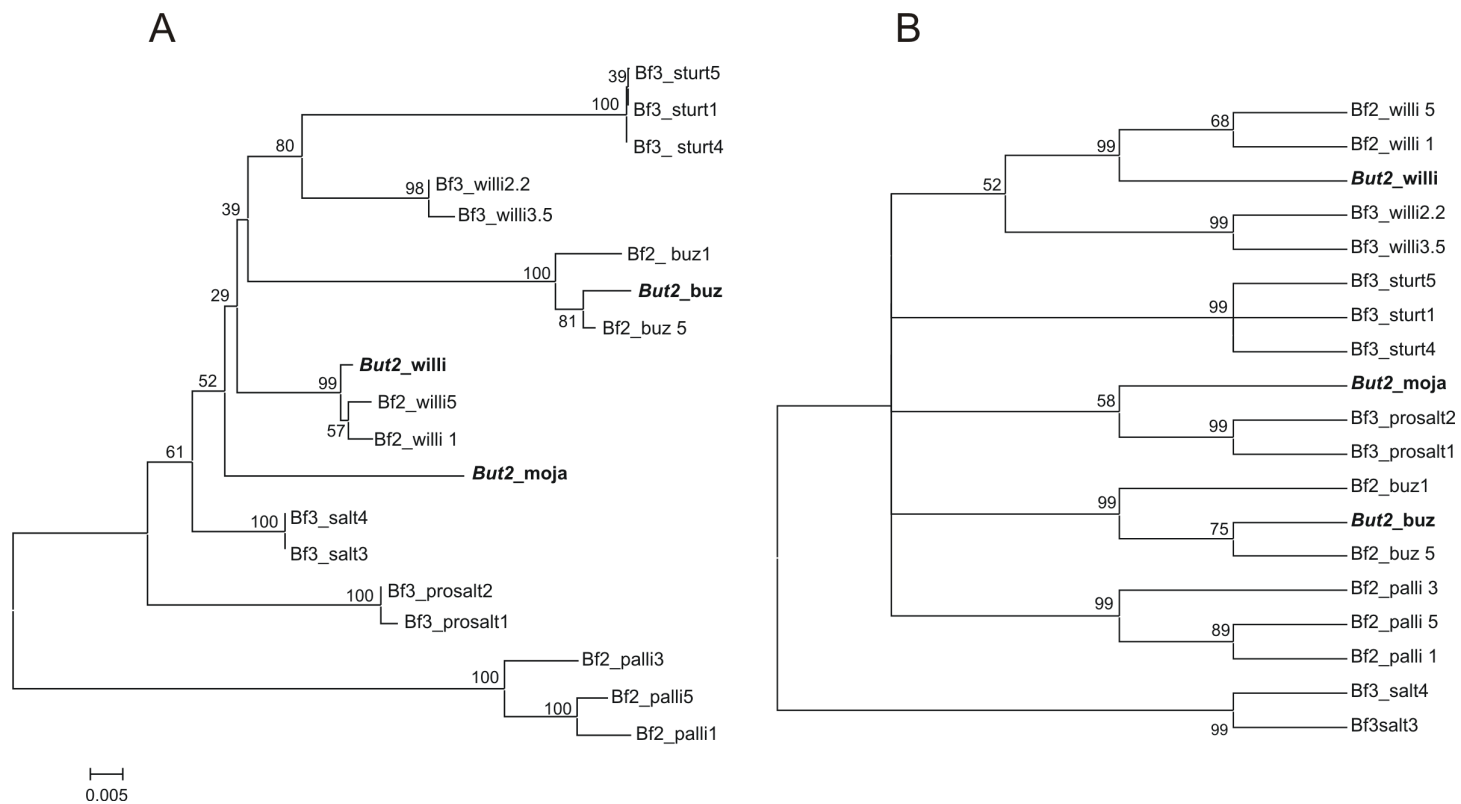 A
39
Bf3_sturt5
100
Bf3_sturt1
Bf3_ sturt4
80
98
Bf3_willi2.2
Bf3_willi3.5
39
Bf2_ buz1
100
But2_buz
81
Bf2_buz 5
29
But2_willi
99
Bf2_willi5
57
Bf2_willi 1
52
But2_moja
61
Bf3_salt4
100
Bf3_salt3
Bf3_prosalt2
100
Bf3_prosalt1
Bf2_palli3
100
Bf2_palli5
100
Bf2_palli1
0.005
B
Bf2_willi 5
68
Bf2_willi 1
99
But2_willi
52
Bf3_willi2.2
99
Bf3_willi3.5
Bf3_sturt5
99
Bf3_sturt1
Bf3_sturt4
But2_moja
58
Bf3_prosalt2
99
Bf3_prosalt1
Bf2_buz1
99
But2_buz
75
Bf2_buz 5
Bf2_palli 3
99
Bf2_palli 5
89
Bf2_palli 1
Bf3_salt4
Bf3salt3
99